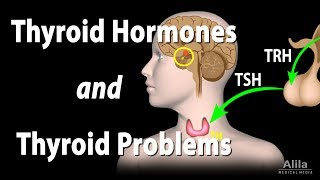 Thyroid Hormones
and
Thyroid Problems
TRH
TSH
Alila
MEDICAL MEDIA